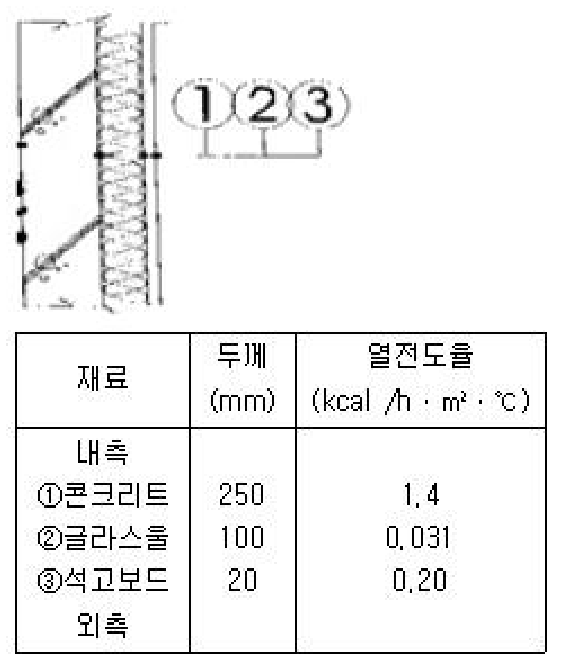 ①②③
재료 두께 열전도율
(mm) (kcal /h · m² · ℃)
내측
①콘크리트 250 1.4
②글라스울 100 0.031
③석고보드 20 0.20
외측